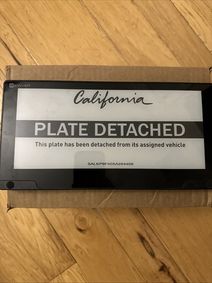 California
PLATE DETACHED
This plate has been detached from its assigned vehicle